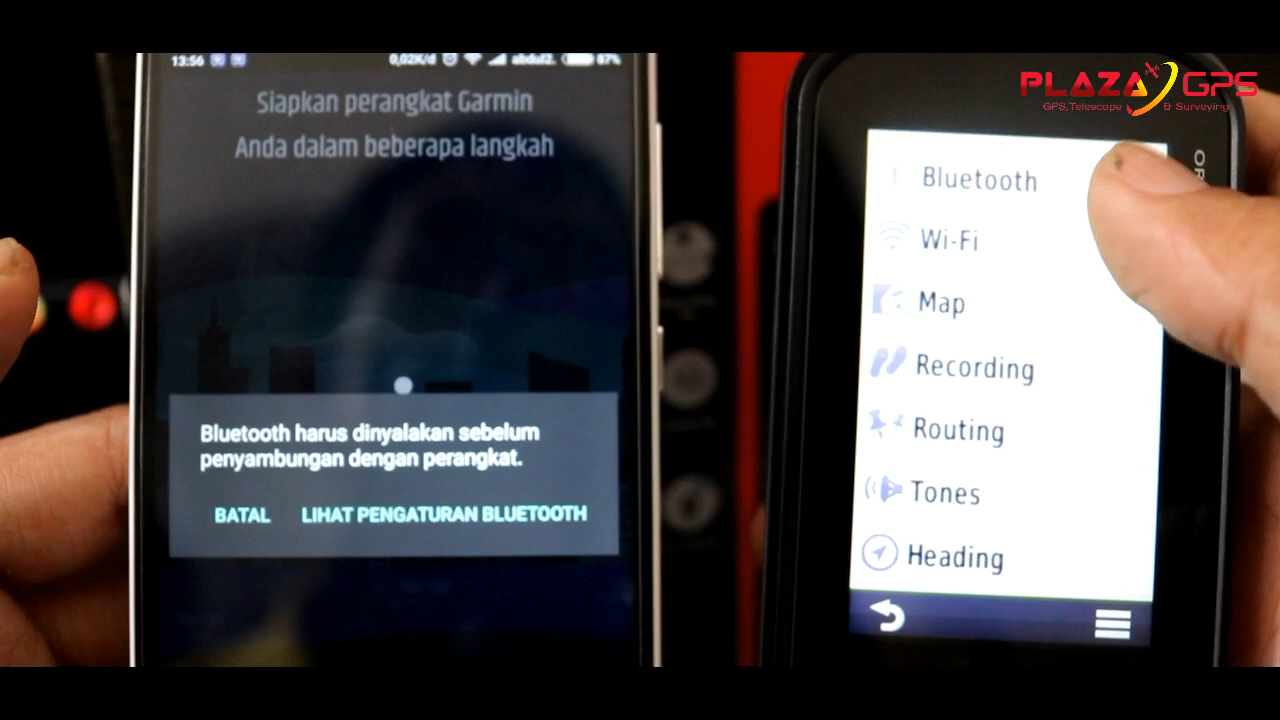 13:56
0,02K/d
abdul2.
87%
Siapkan perangkat Garmin
Anda dalam beberapa langkah
Bluetooth harus dinyalakan sebelum
penyambungan dengan perangkat.
BATAL
LIHAT PENGATURAN BLUETOOTH
PLAZA GPS
GPS,Telescope & Surveying
Bluetooth
Wi-Fi
Map
Recording
Routing
Tones
Heading